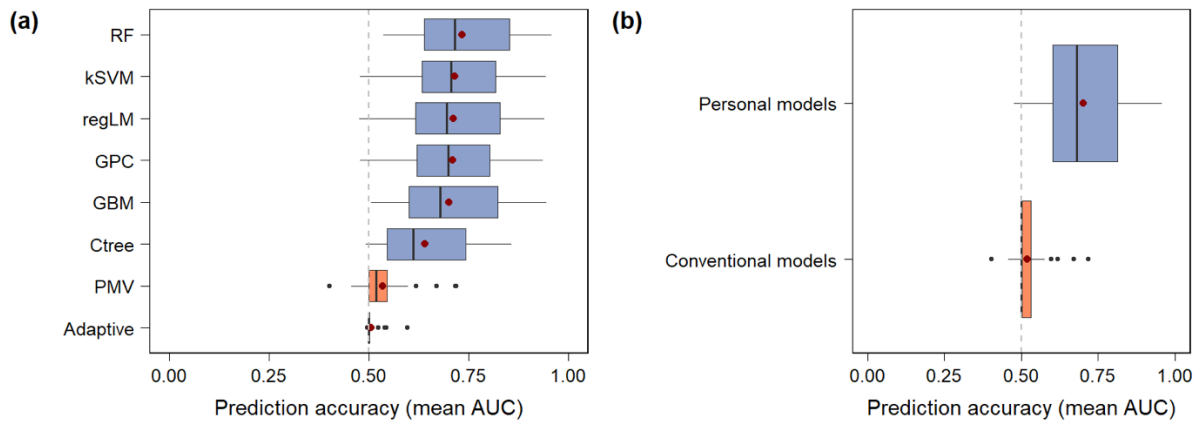 (a)
RF
kSVM
regLM
GPC
GBM
Ctree
PMV
Adaptive
0.00 0.25 0.50 0.75 1.00
Prediction accuracy (mean AUC)
(b)
Personal models
Conventional models
0.00 0.25 0.50 0.75 1.00
Prediction accuracy (mean AUC)